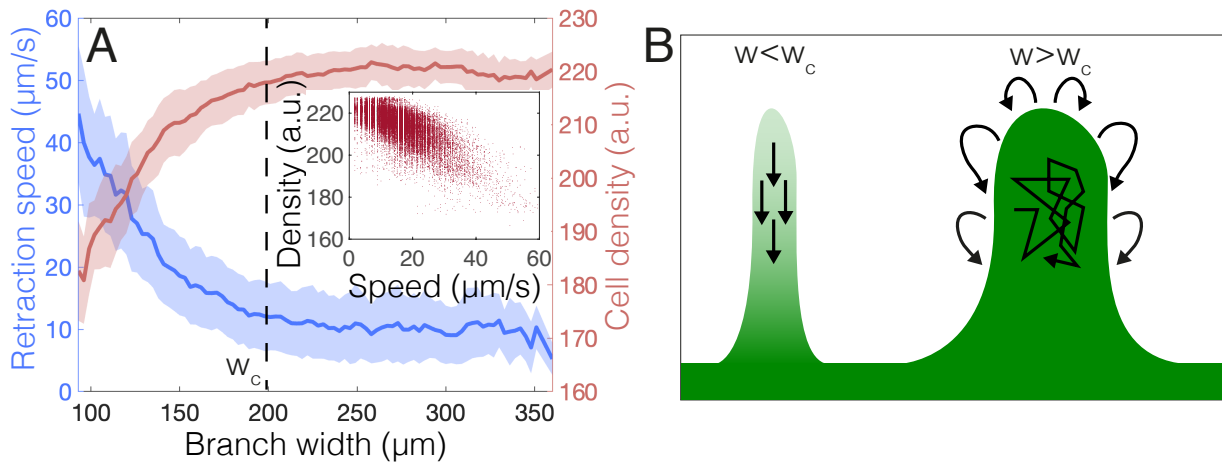 A
Retraction speed (µm/s)
60
50
40
30
20
10
0
100
150
200
250
300
350
Branch width (µm)
w_c
230
220
210
200
190
180
170
160
Cell density (a.u.)
Density (a.u.)
220
200
180
160
0
20
40
60
Speed (µm/s)
B
w<w_c
w>w_c